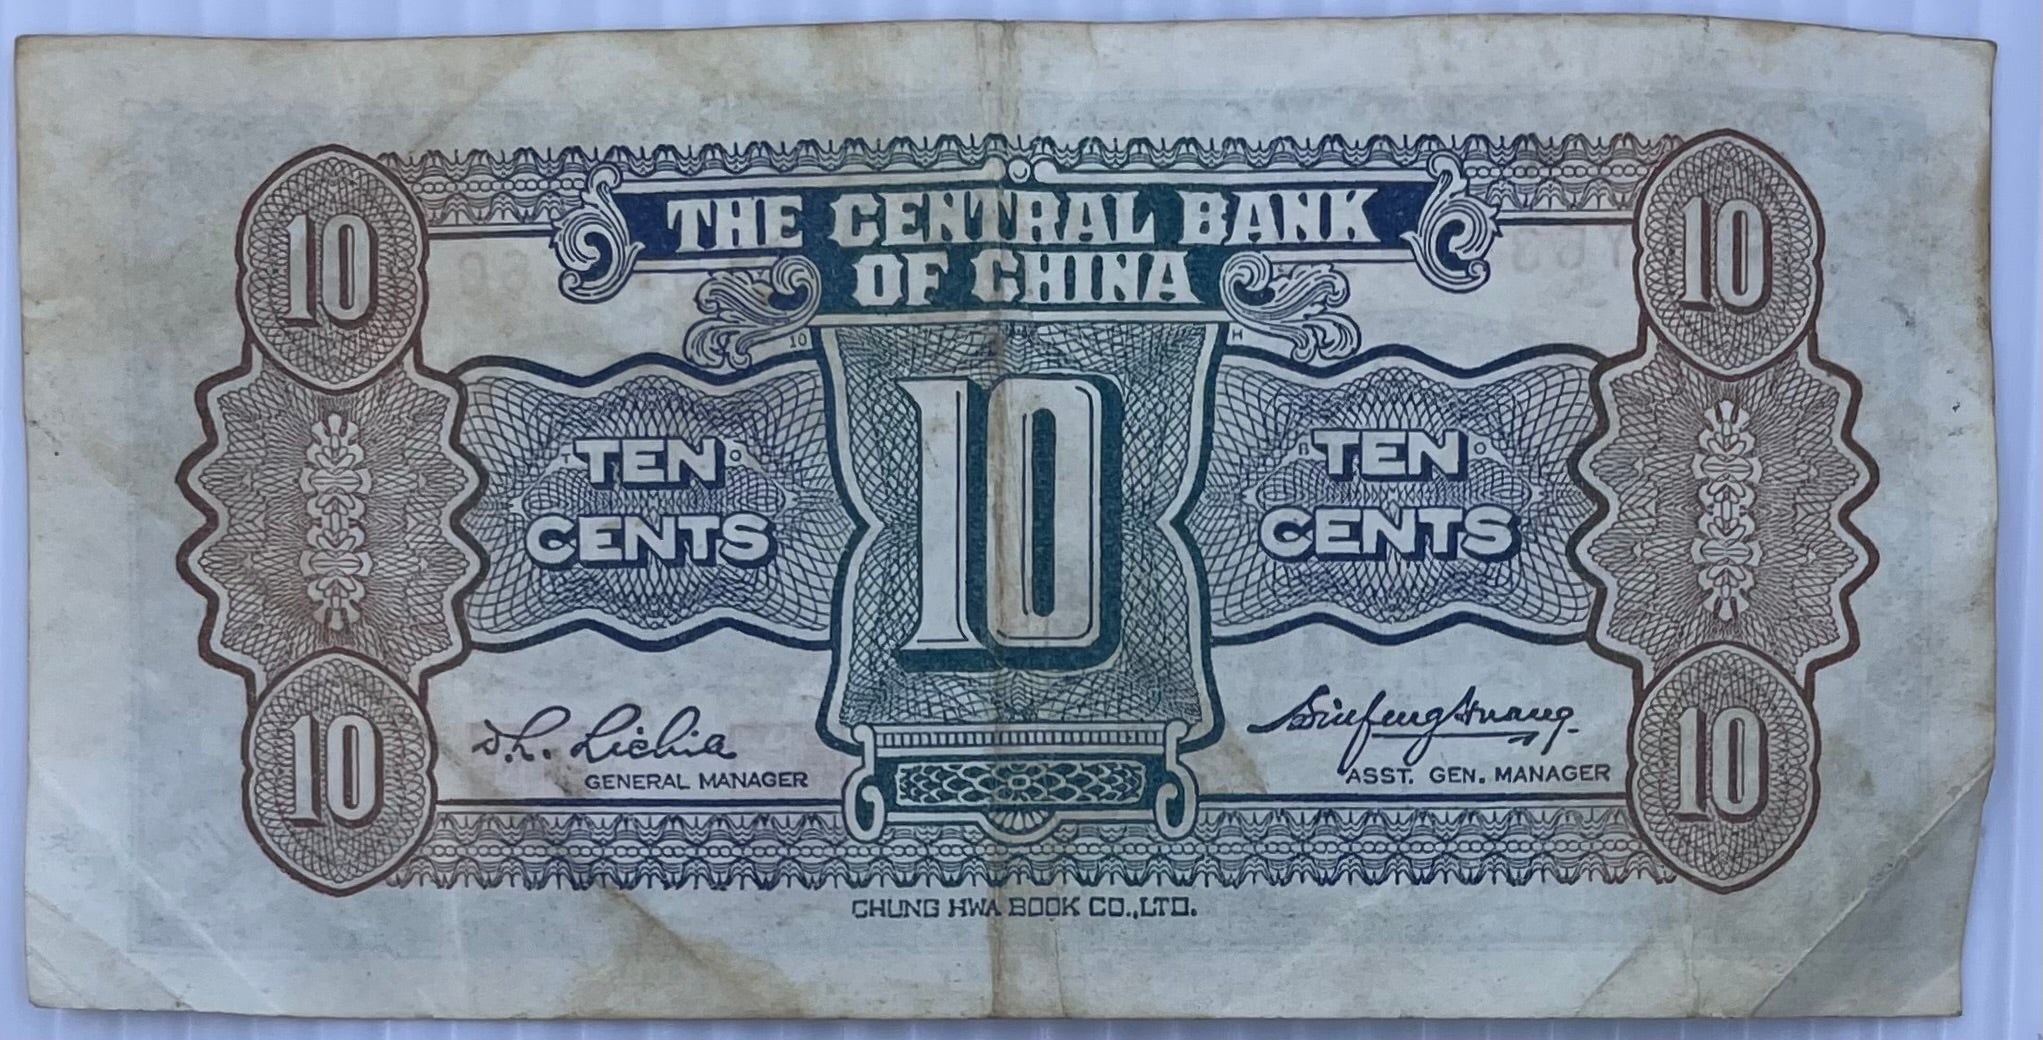 10
THE CENTRAL BANK
10
OF CHINA
10
H
10
TEN
TEN
CENTS
CENTS
GENERAL MANAGER
ASST. GEN. MANAGER
10
10
CHUNG HWA BOOK CO.,LTD.